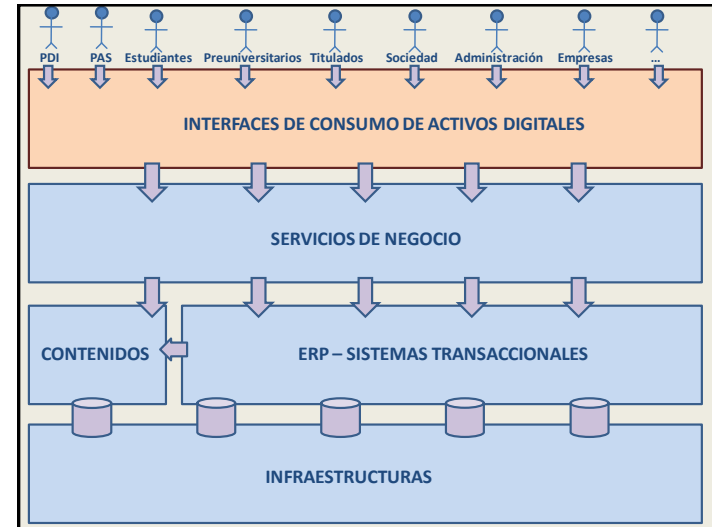 PDI PAS Estudiantes Preuniversitarios Titulados Sociedad Administración Empresas ...
INTERFACES DE CONSUMO DE ACTIVOS DIGITALES
SERVICIOS DE NEGOCIO
CONTENIDOS
ERP – SISTEMAS TRANSACCIONALES
INFRAESTRUCTURAS